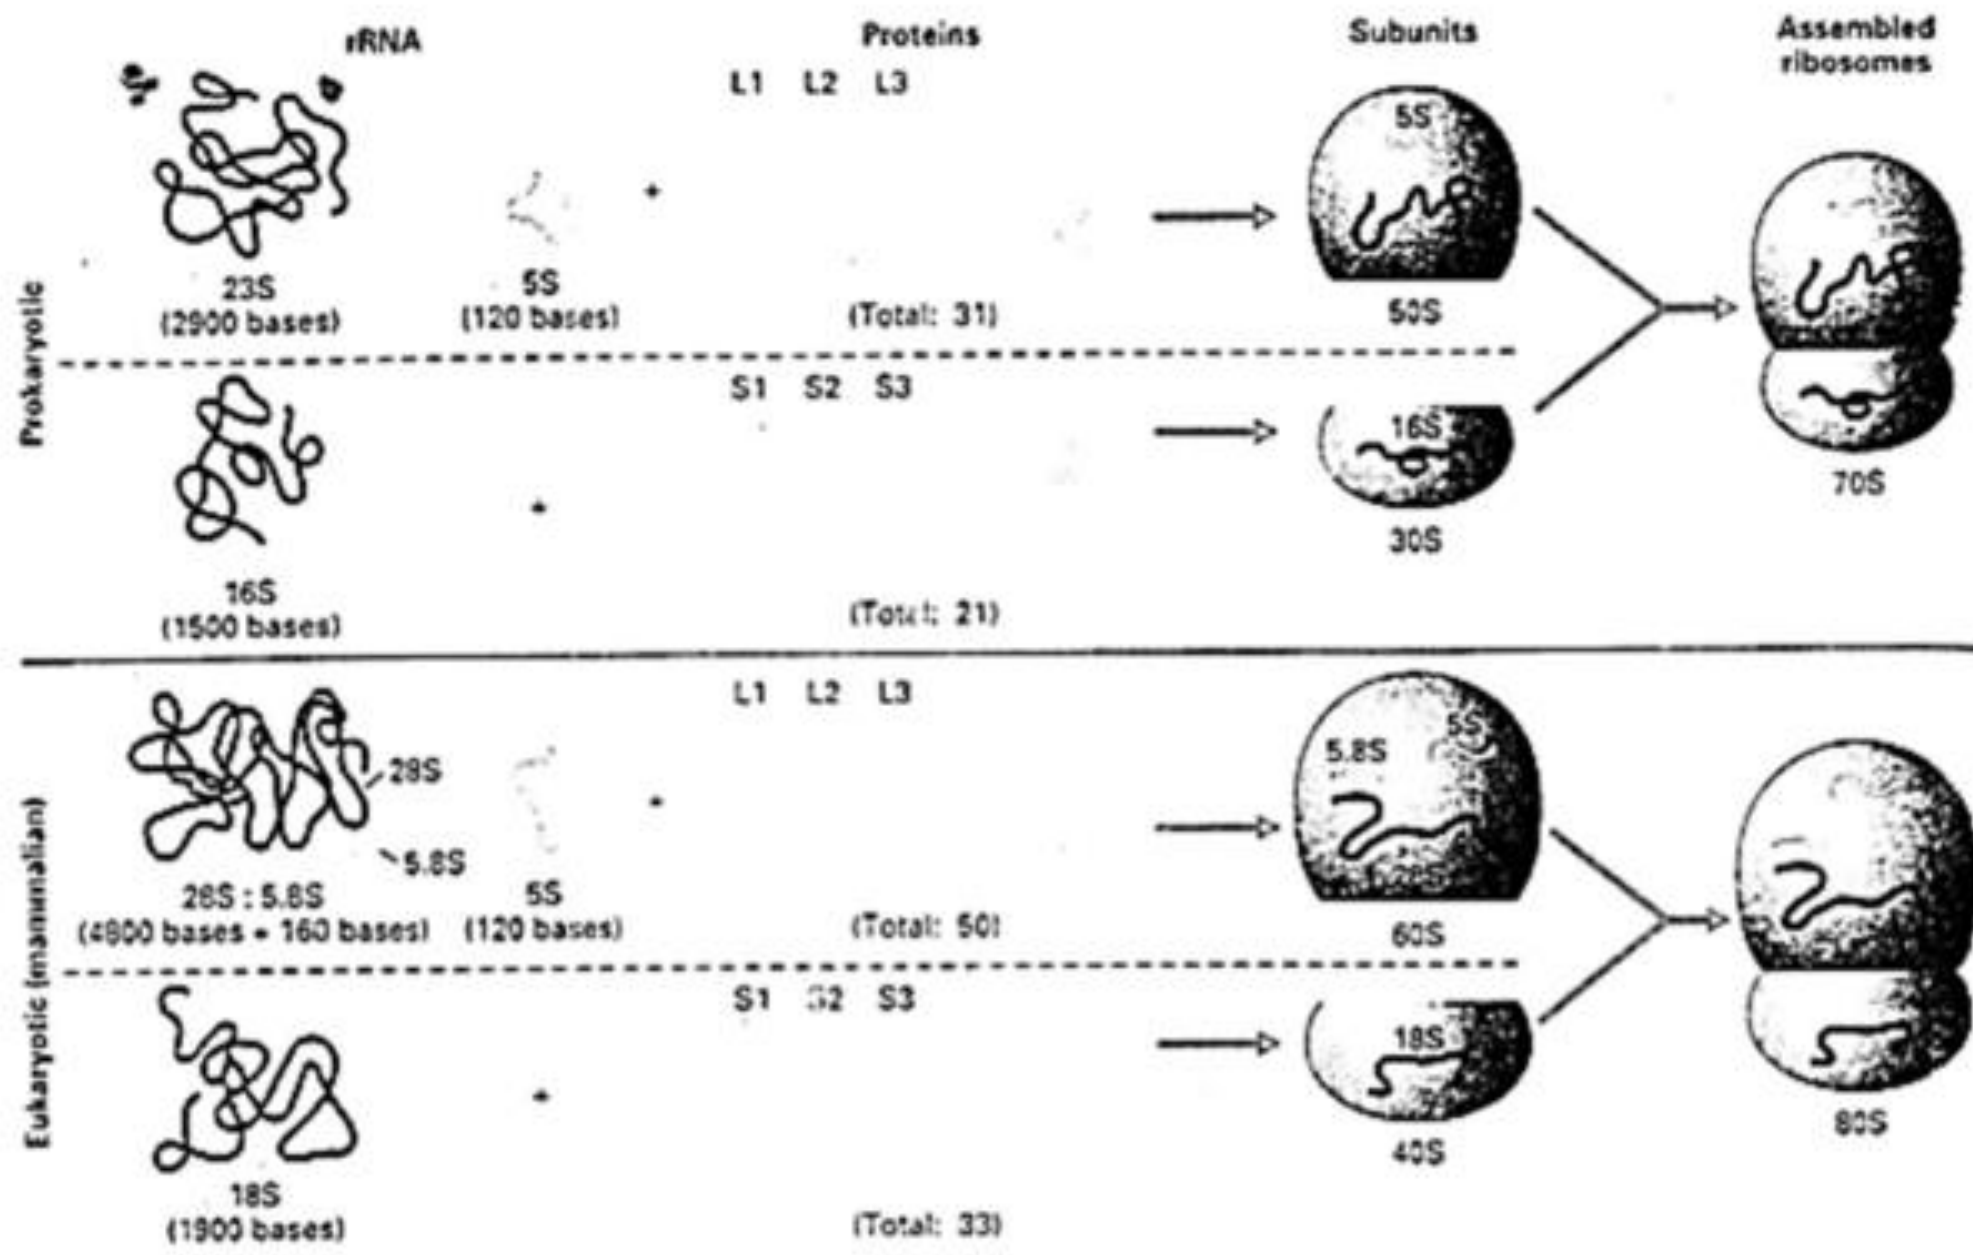 rRNA
Proteins
Subunits
Assembled
ribosomes
Prokaryotic
L1 L2 L3
23S
(2900 bases)
5S
(120 bases)
+
(Total: 31)
5S
50S
S1 S2 S3
16S
(1500 bases)
+
(Total: 21)
16S
30S
70S
Eukaryotic (mammalian)
L1 L2 L3
28S
5.8S
28S : 5.8S
(4800 bases + 160 bases)
5S
(120 bases)
+
(Total: 50)
5.8S
5S
28S
60S
S1 S2 S3
18S
(1900 bases)
+
(Total: 33)
18S
40S
80S